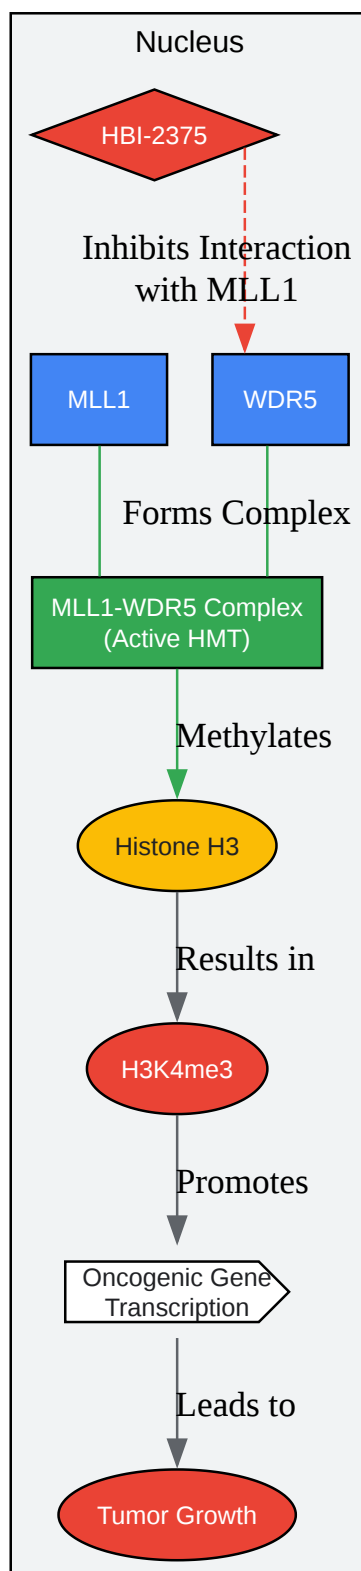 Nucleus
HBI-2375
Inhibits Interaction
with MLL1
MLL1
WDR5
Forms Complex
MLL1-WDR5 Complex
(Active HMT)
Methylates
Histone H3
Results in
H3K4me3
Promotes
Oncogenic Gene
Transcription
Leads to
Tumor Growth